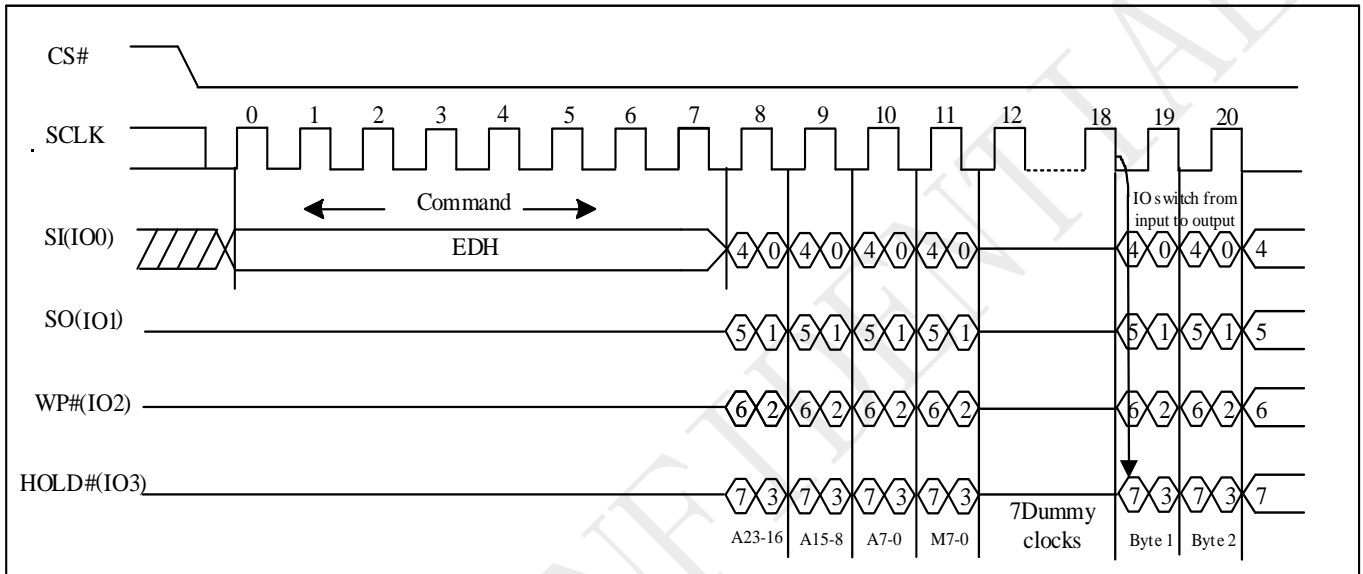 CS#
0 1 2 3 4 5 6 7 8 9 10 11 12 18 19 20
SCLK
Command
IO switch from
input to output
SI(IO0)
EDH
4 0 4 0 4 0 4 0 4 0 4 0 4
SO(IO1)
5 1 5 1 5 1 5 1 5 1 5 1 5
WP#(IO2)
6 2 6 2 6 2 6 2 6 2 6 2 6
HOLD#(IO3)
7 3 7 3 7 3 7 3 7 3 7 3 7
7Dummy
clocks
A23-16 A15-8 A7-0 M7-0 Byte 1 Byte 2